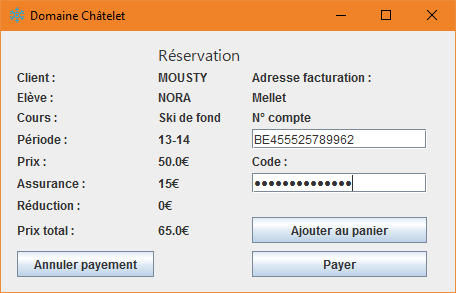 Domaine Châtelet
Réservation
Client : MOUSTY Adresse facturation :
Elève : NORA Mellet
Cours : Ski de fond N° compte
Période : 13-14 BE455525789962
Prix : 50.0€ Code :
Assurance : 15€ ●●●●●●●●●●●●●●
Réduction : 0€
Prix total : 65.0€ Ajouter au panier
Annuler payement Payer